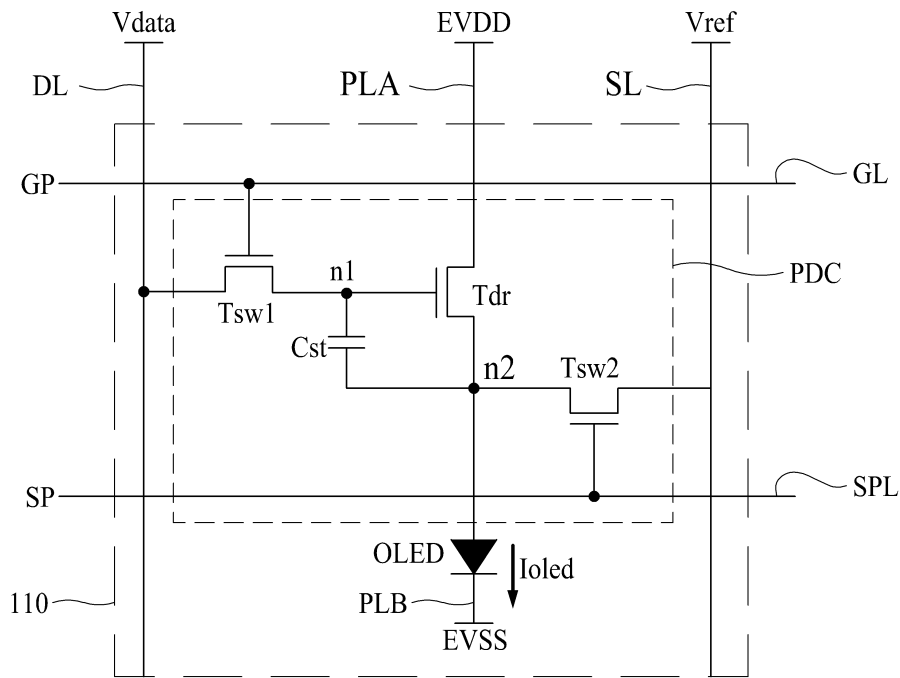 Vdata
EVDD
Vref
DL
PLA
SL
GP
GL
n1
Tdr
PDC
Tsw1
Cst
n2
Tsw2
SP
SPL
OLED
Ioled
110
PLB
EVSS